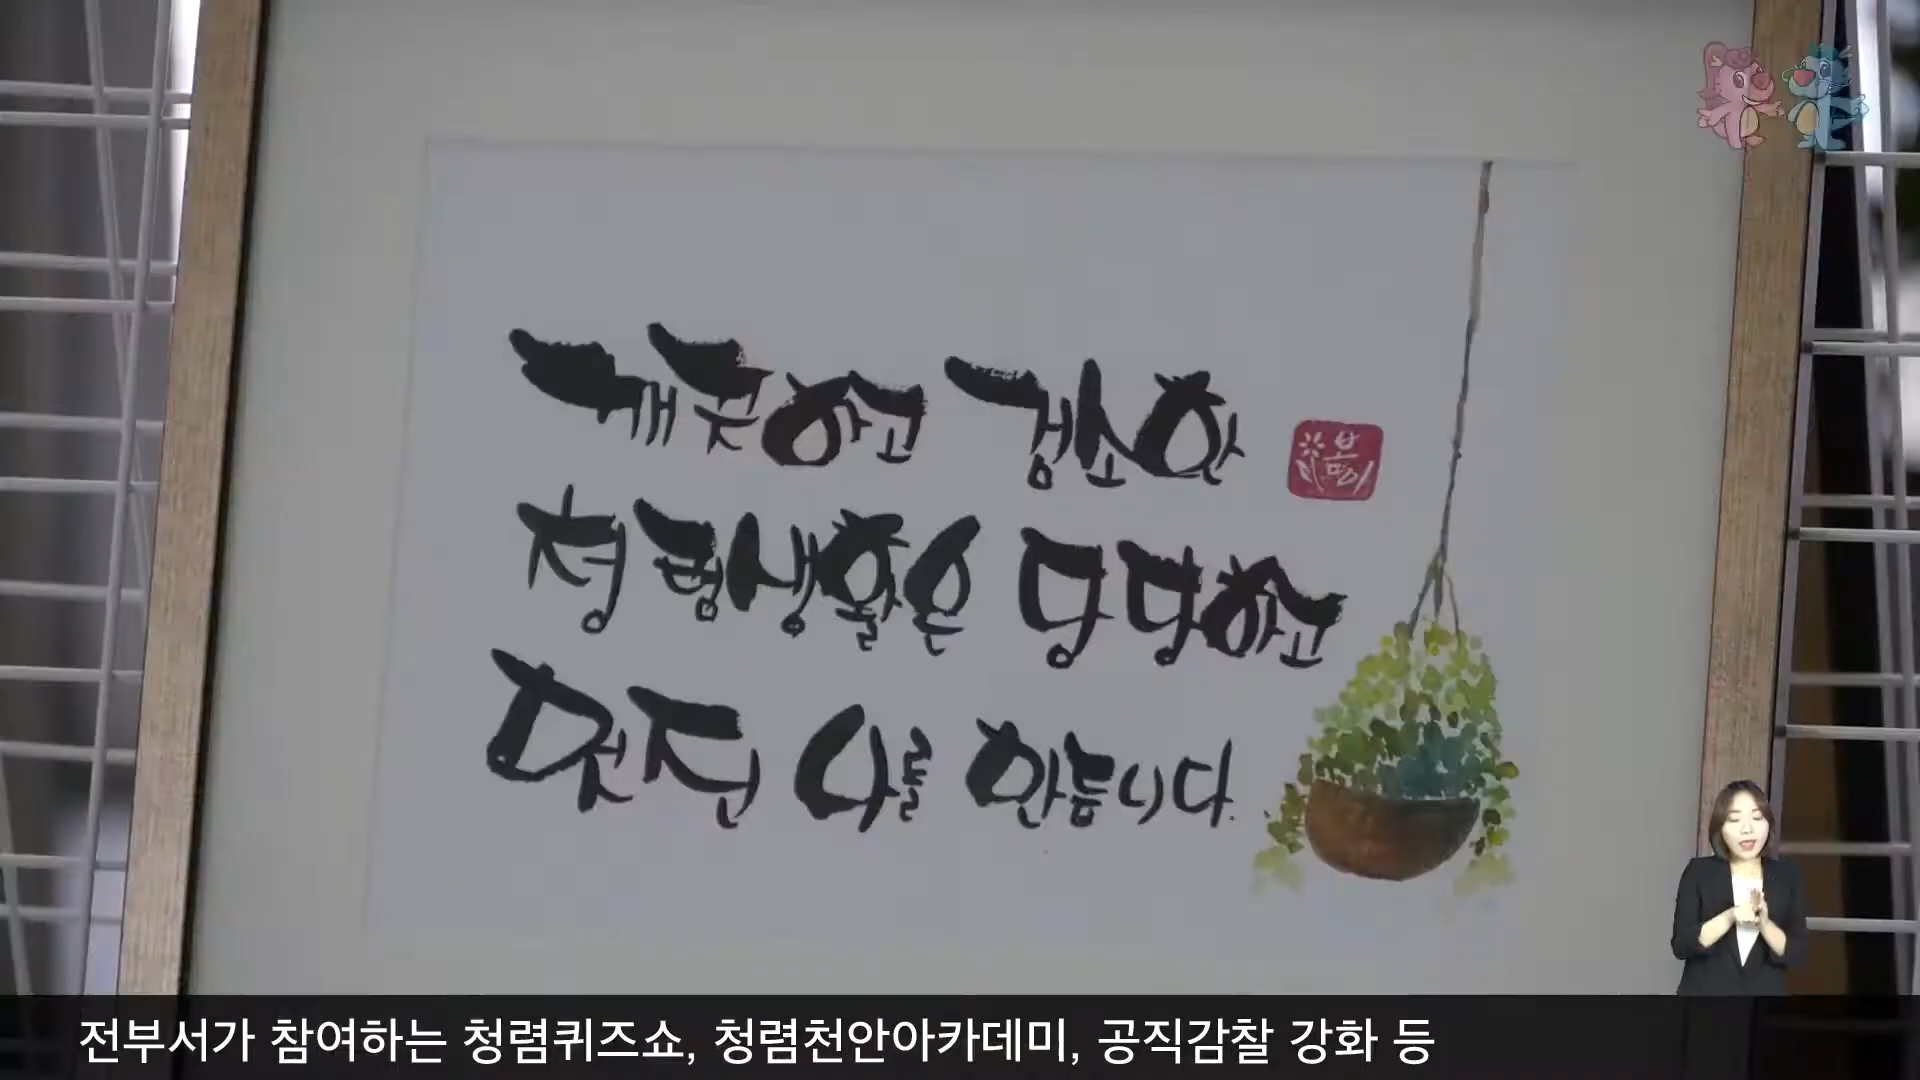 깨끗하고 검소한
청렴생활은 당당하고
멋진 나를 만듭니다.
전부서가 참여하는 청렴퀴즈쇼, 청렴천안아카데미, 공직감찰 강화 등